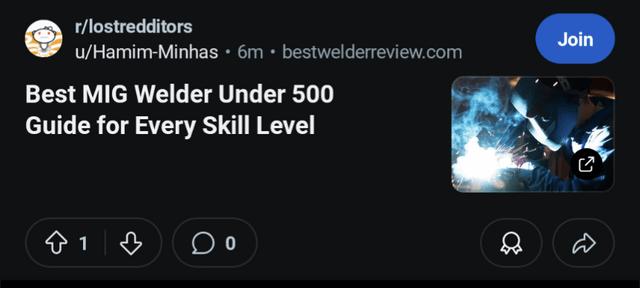 r/lostredditors
u/Hamim-Minhas • 6m • bestwelderreview.com
Join
Best MIG Welder Under 500
Guide for Every Skill Level
1
0